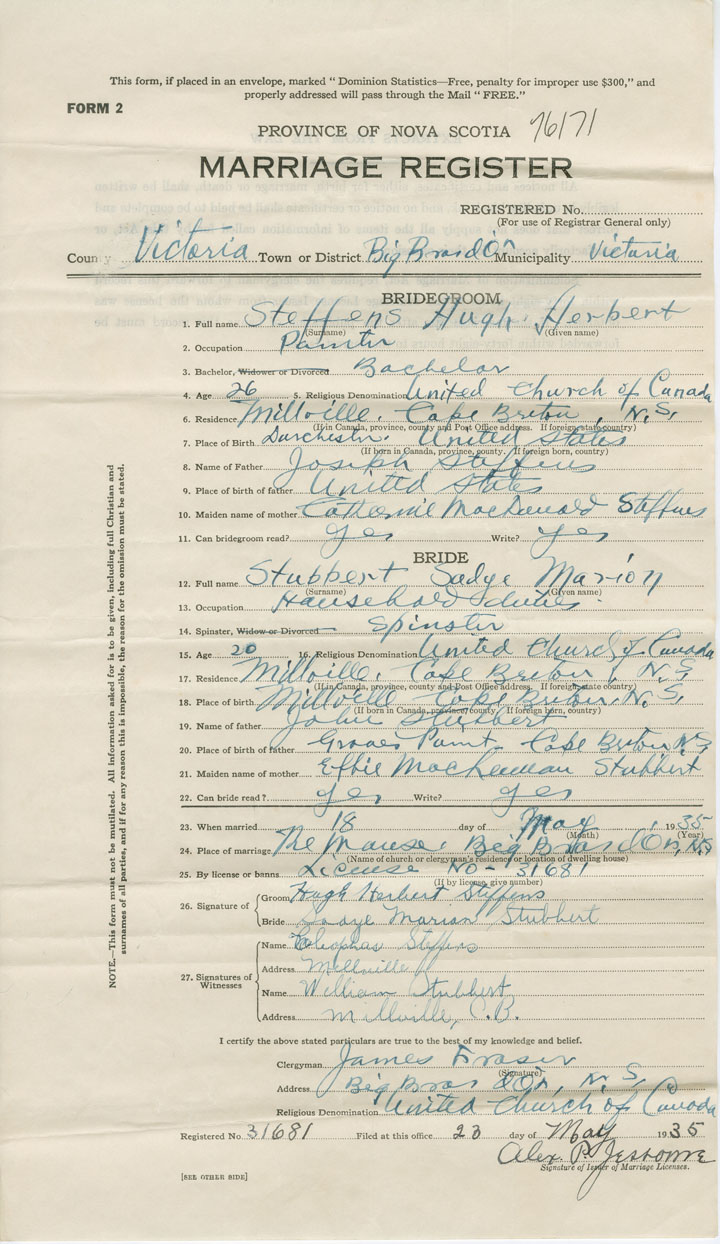 This form, if placed in an envelope, marked "Dominion Statistics—Free, penalty for improper use $300," and
properly addressed will pass through the Mail "FREE."
FORM 2
PROVINCE OF NOVA SCOTIA 76171
MARRIAGE REGISTER
REGISTERED No.
(For use of Registrar General only)
County Victoria Town or District Big Bras d'Or Municipality Victoria
BRIDEGROOM
1. Full name Steffens Hugh Herbert
(Surname) (Given name)
2. Occupation Painter
3. Bachelor, Widower or Divorced Bachelor
4. Age 26 5. Religious Denomination United Church of Canada
6. Residence Millville, Cape Breton, N.S.
(If in Canada, province, county and Post Office address. If foreign, state country)
7. Place of Birth Dorchester, United States
(If born in Canada, province, county. If foreign born, country)
8. Name of Father Joseph Steffens
9. Place of birth of father United States
10. Maiden name of mother Catherine MacDonald Steffens
11. Can bridegroom read? yes Write? yes
BRIDE
12. Full name Stubbert Sadye Marion
(Surname) (Given name)
13. Occupation Household duties
14. Spinster, Widow or Divorced Spinster
15. Age 20 16. Religious Denomination United Church of Canada
17. Residence Millville, Cape Breton, N.S.
(If in Canada, province, county and Post Office address. If foreign, state country)
18. Place of birth Millville Cape Breton, N.S.
(If born in Canada, province, county. If foreign born, country)
19. Name of father John Stubbert
20. Place of birth of father Groves Point, Cape Breton N.S.
21. Maiden name of mother Effie MacLennan Stubbert
22. Can bride read? yes Write? yes
23. When married 18 day of May 1935
(Month) (Year)
24. Place of marriage The Manse, Big Bras d'Or, N.S.
(Name of church or clergyman's residence or location of dwelling house)
25. By license or banns License No - 31681
(If by license, give number)
26. Signature of Groom Hugh Herbert Steffens
Bride Sadye Marion Stubbert
27. Signatures of Witnesses
Name Cleophas Steffens
Address Millville
Name William Stubbert
Address Millville, C.B.
I certify the above stated particulars are true to the best of my knowledge and belief.
Clergyman James Fraser
(Signature)
Address Big Bras d'Or, N.S.
Religious Denomination United Church of Canada
Registered No. 31681 Filed at this office 23 day of May 1935
Alex. P.
Signature of Issuer of Marriage Licenses.
[SEE OTHER SIDE]
NOTE.—This form must not be mutilated. All information asked for is to be given, including full Christian and
surnames of all parties, and if for any reason this is impossible, the reason for the omission must be stated.